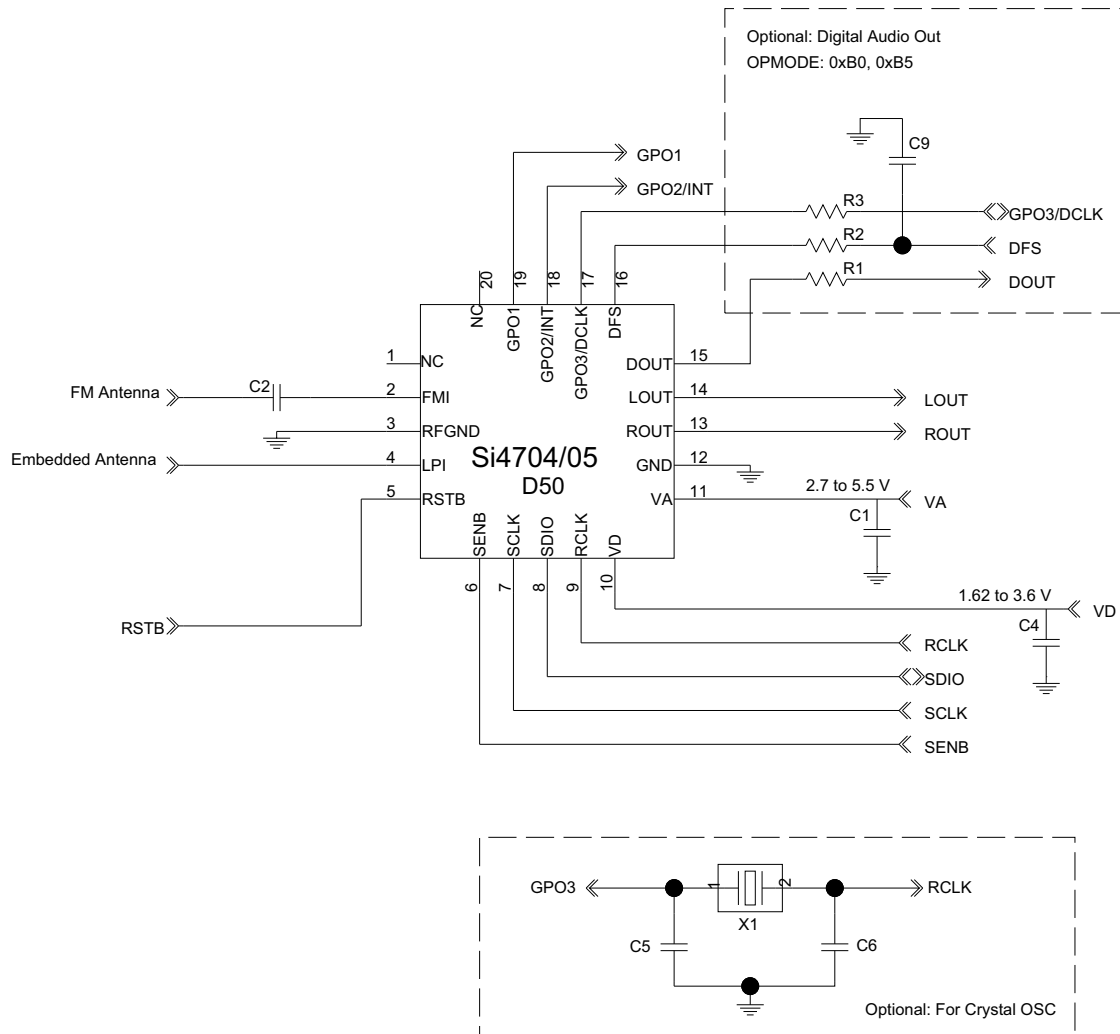 Optional: Digital Audio Out
OPMODE: 0xB0, 0xB5
C9
GPO1
GPO2/INT
R3
GPO3/DCLK
R2
DFS
R1
DOUT
20
19
18
17
16
NC
GPO1
GPO2/INT
GPO3/DCLK
DFS
1
NC
DOUT
15
FM Antenna
C2
2
FMI
LOUT
14
LOUT
3
RFGND
ROUT
13
ROUT
Embedded Antenna
4
LPI
Si4704/05
D50
GND
12
5
RSTB
VA
11
2.7 to 5.5 V
VA
C1
SENB
SCLK
SDIO
RCLK
VD
6
7
8
9
10
1.62 to 3.6 V
VD
C4
RSTB
RCLK
SDIO
SCLK
SENB
GPO3
1
2
RCLK
X1
C5
C6
Optional: For Crystal OSC